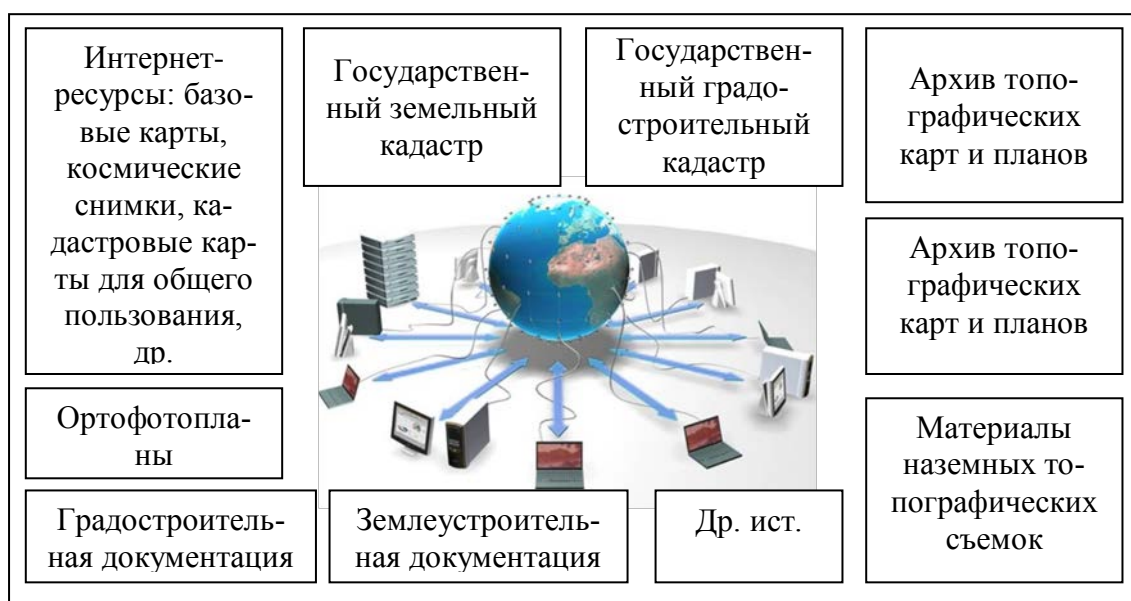 Интернет-
ресурсы: базо-
вые карты,
космические
снимки, ка-
дастровые кар-
ты для общего
пользования,
др.
Государствен-
ный земельный
кадастр
Государствен-
ный градо-
строительный
кадастр
Архив топо-
графических
карт и планов
Архив топо-
графических
карт и планов
Ортофотопла-
ны
Материалы
наземных то-
пографических
съемок
Градостроитель-
ная документация
Землеустроитель-
ная документация
Др. ист.